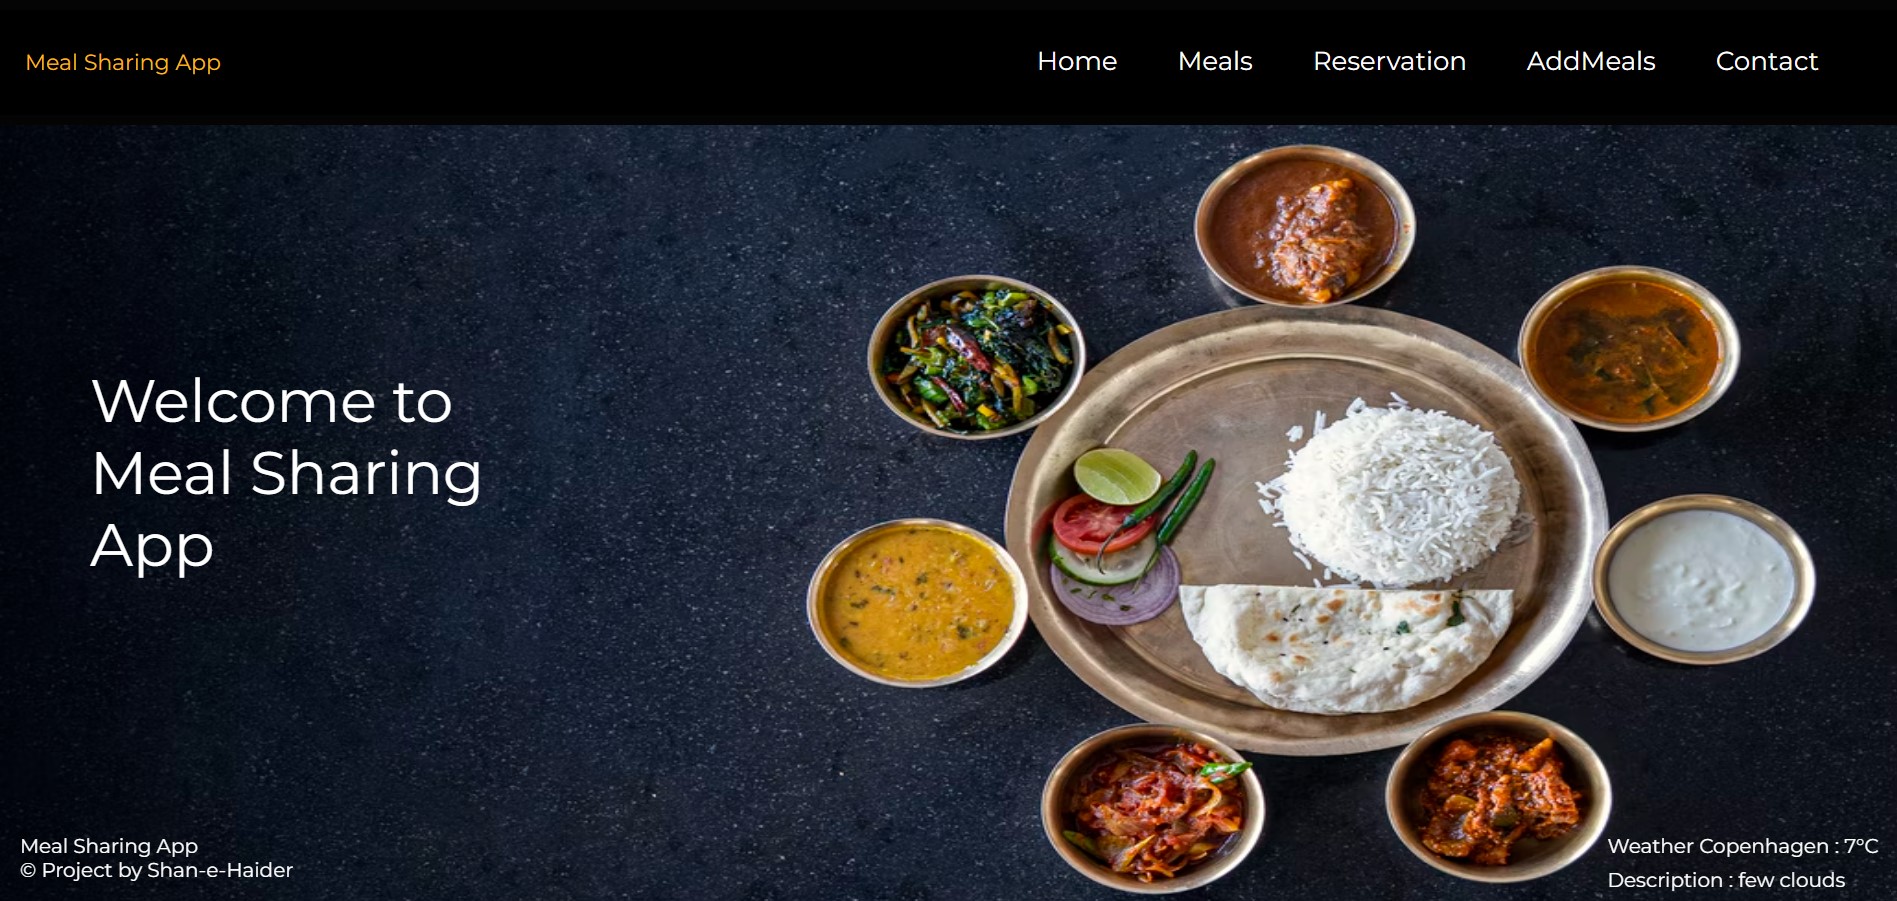 Meal Sharing App
Home Meals Reservation AddMeals Contact
Welcome to
Meal Sharing
App
Meal Sharing App
© Project by Shan-e-Haider
Weather Copenhagen : 7°C
Description : few clouds